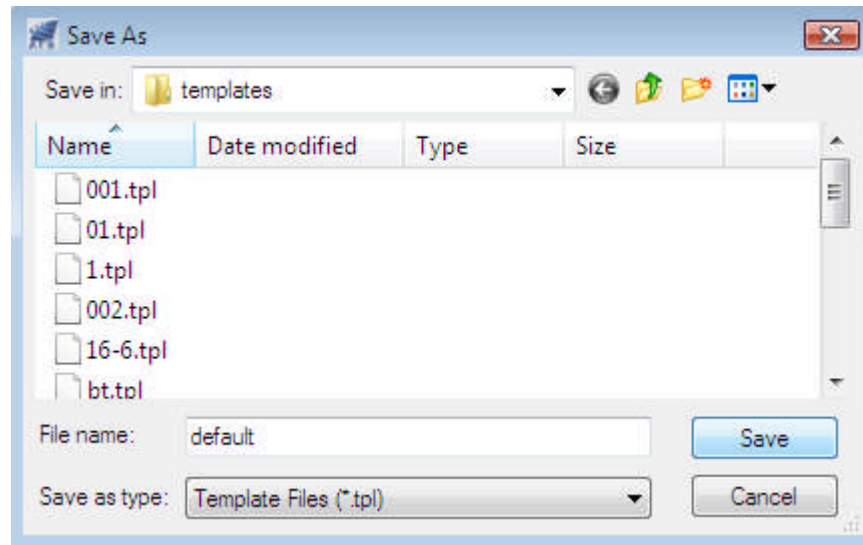 Save As
Save in: templates
Name Date modified Type Size
001.tpl
01.tpl
1.tpl
002.tpl
16-6.tpl
bt.tpl
File name: default Save
Save as type: Template Files (*.tpl) Cancel